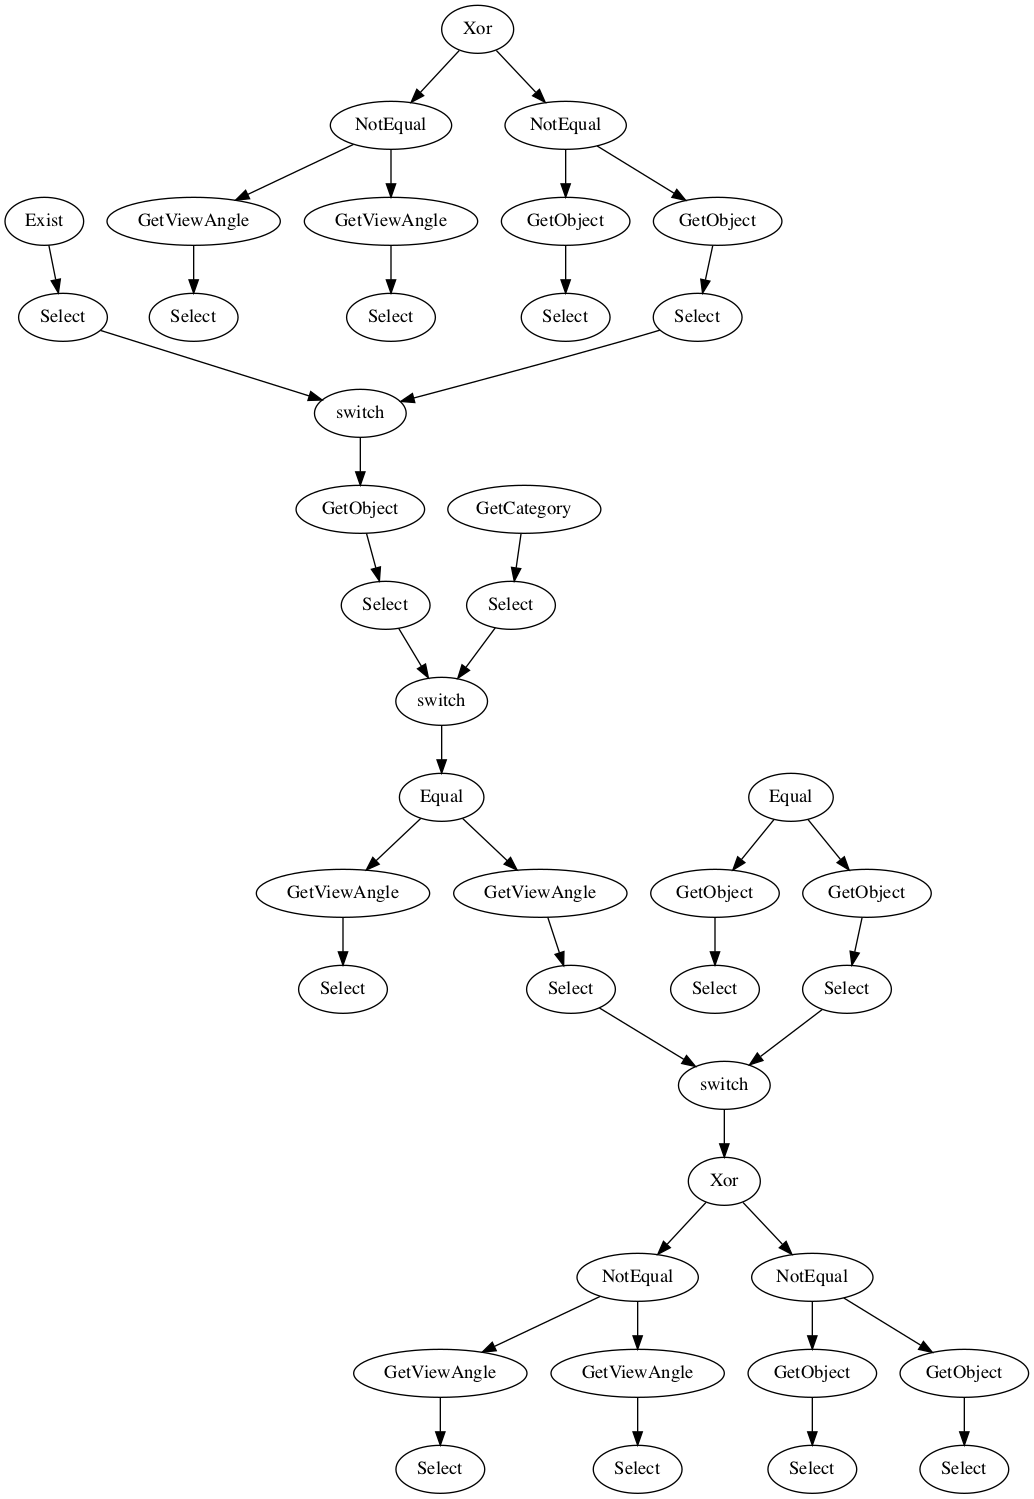 Xor
NotEqual NotEqual
Exist GetViewAngle GetViewAngle GetObject GetObject
Select Select Select Select Select
switch
GetObject GetCategory
Select Select
switch
Equal Equal
GetViewAngle GetViewAngle GetObject GetObject
Select Select Select Select
switch
Xor
NotEqual NotEqual
GetViewAngle GetViewAngle GetObject GetObject
Select Select Select Select